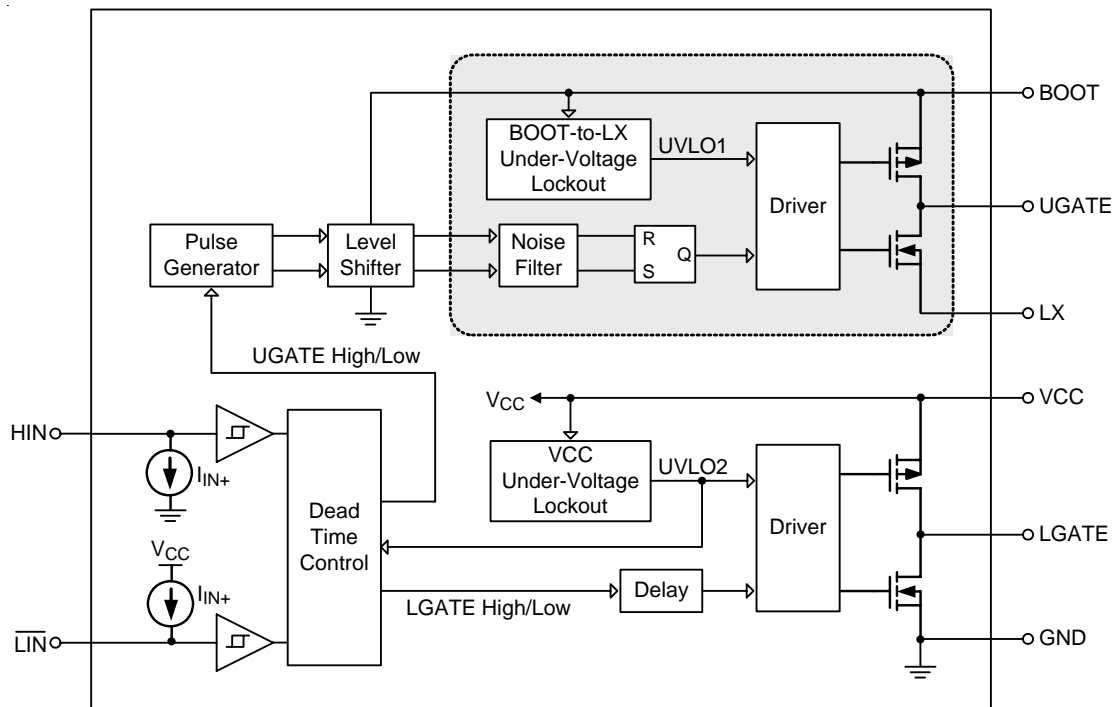 BOOT
BOOT-to-LX
Under-Voltage
Lockout
UVLO1
Driver
UGATE
Pulse
Generator
Level
Shifter
Noise
Filter
R
S
Q
LX
UGATE High/Low
VCC
VCC
HIN
IIN+
VCC
Under-Voltage
Lockout
UVLO2
Dead
Time
Control
Driver
LGATE
VCC
IIN+
Delay
LGATE High/Low
LIN
GND